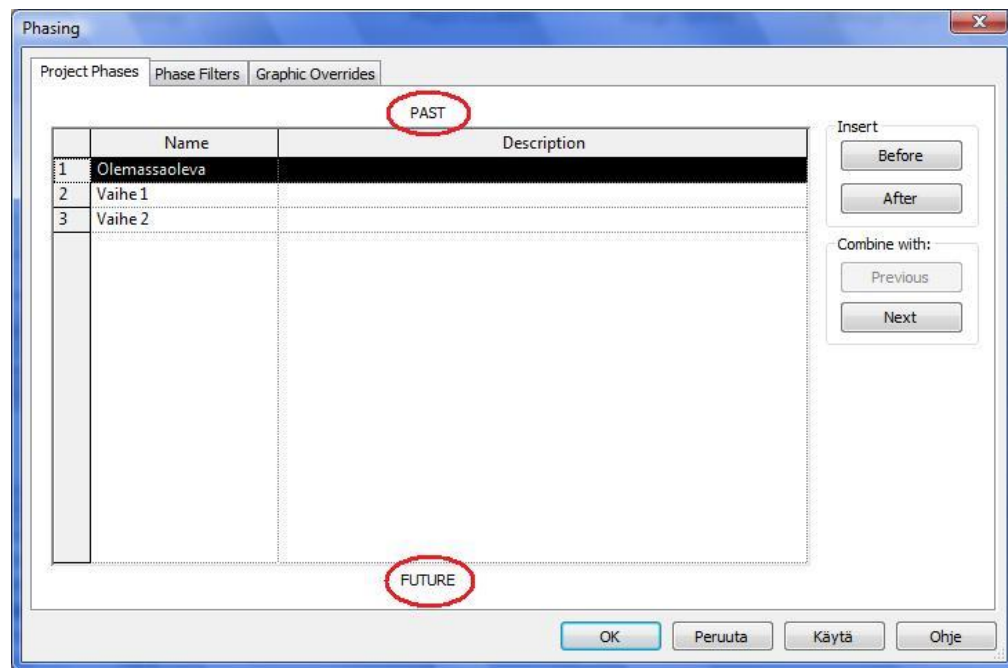 Phasing
Project Phases Phase Filters Graphic Overrides
PAST
Name Description
1 Olemassaoleva
2 Vaihe 1
3 Vaihe 2
Insert
Before
After
Combine with:
Previous
Next
FUTURE
OK Peruuta Käytä Ohje